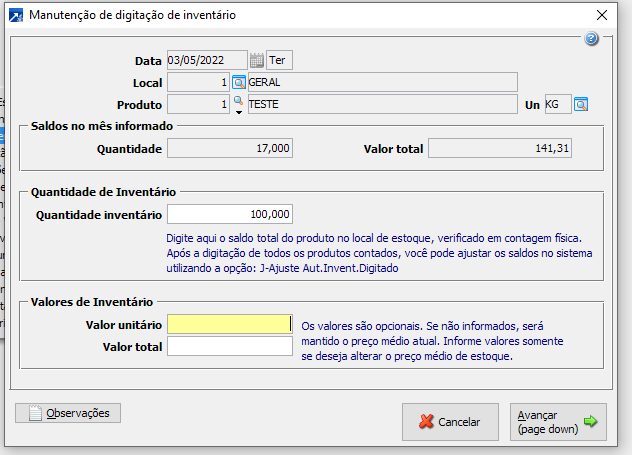 Manutenção de digitação de inventário
Data 03/05/2022 Ter
Local 1 GERAL
Produto 1 TESTE Un KG
Saldos no mês informado
Quantidade 17,000 Valor total 141,31
Quantidade de Inventário
Quantidade inventário 100,000
Digite aqui o saldo total do produto no local de estoque, verificado em contagem física.
Após a digitação de todos os produtos contados, você pode ajustar os saldos no sistema
utilizando a opção: J-Ajuste Aut.Invent.Digitado
Valores de Inventário
Valor unitário
Valor total
Os valores são opcionais. Se não informados, será
mantido o preço médio atual. Informe valores somente
se deseja alterar o preço médio de estoque.
Observações
Cancelar
Avançar
(page down)